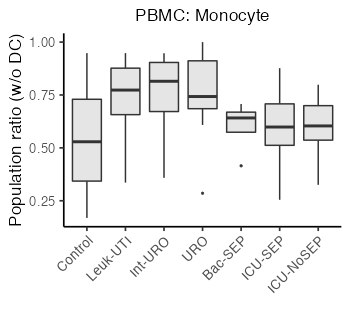 PBMC: Monocyte
Population ratio (w/o DC)
1.00
0.75
0.50
0.25
Control
Leuk-UTI
Int-URO
URO
Bac-SEP
ICU-SEP
ICU-NoSEP